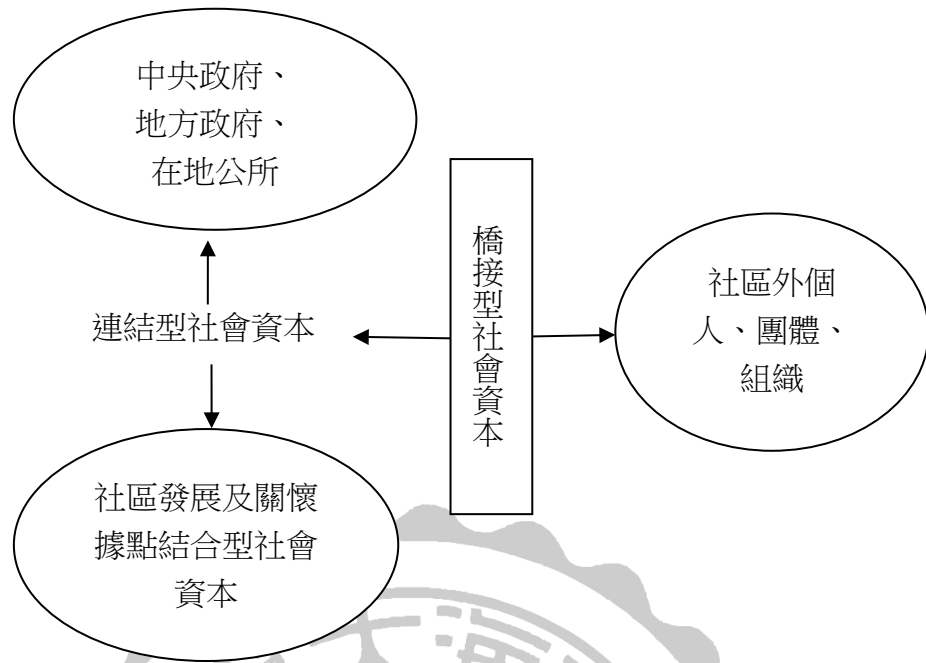 中央政府、
地方政府、
在地公所
連結型社會資本
橋接型社會資本
社區外個
人、團體、
組織
社區發展及關懷
據點結合型社會
資本